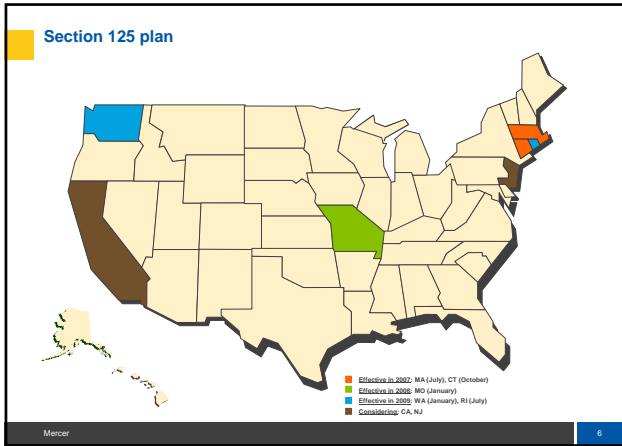 Section 125 plan
Effective in 2007: MA (July), CT (October)
Effective in 2008: MO (January)
Effective in 2009: WA (January), RI (July)
Considering: CA, NJ
Mercer
6